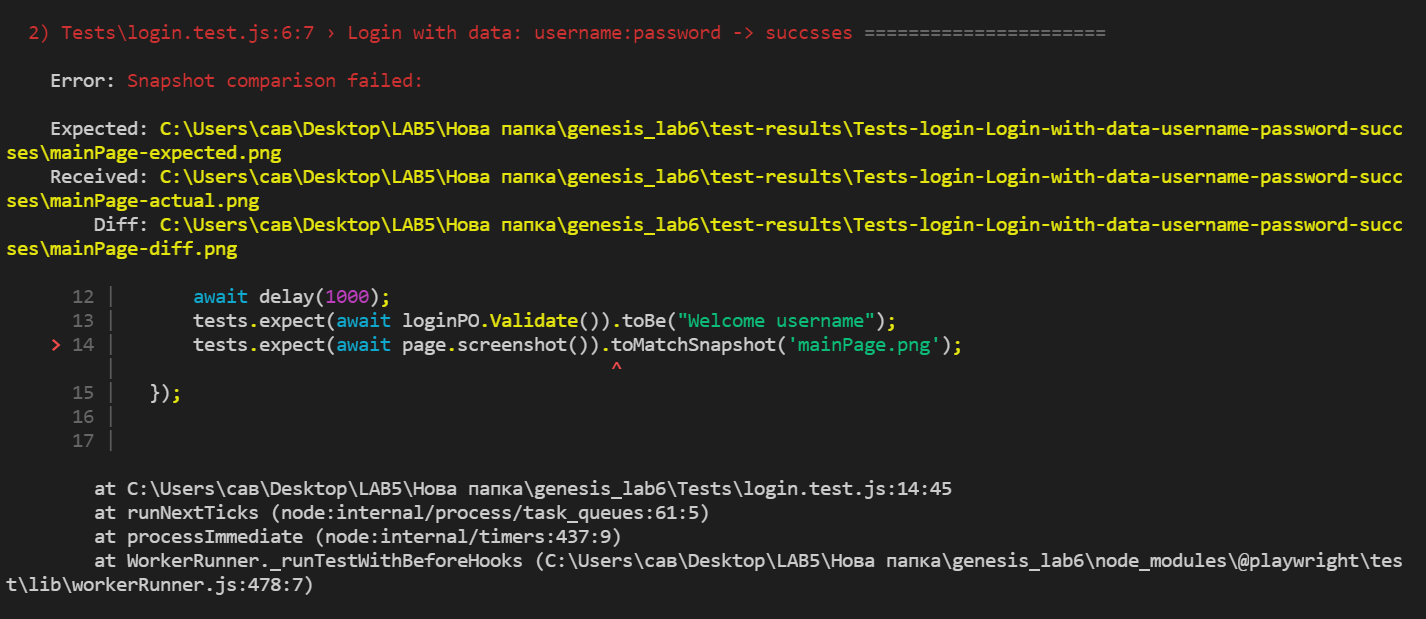 2) Tests\login.test.js:6:7 › Login with data: username:password -> succsses ======================
Error: Snapshot comparison failed:
Expected: C:\Users\сав\Desktop\LAB5\Нова папка\genesis_lab6\test-results\Tests-login-Login-with-data-username-password-succ
ses\mainPage-expected.png
Received: C:\Users\сав\Desktop\LAB5\Нова папка\genesis_lab6\test-results\Tests-login-Login-with-data-username-password-succ
ses\mainPage-actual.png
Diff: C:\Users\сав\Desktop\LAB5\Нова папка\genesis_lab6\test-results\Tests-login-Login-with-data-username-password-succ
ses\mainPage-diff.png
12 | await delay(1000);
13 | tests.expect(await loginPO.Validate()).toBe("Welcome username");
> 14 | tests.expect(await page.screenshot()).toMatchSnapshot('mainPage.png');
| ^
15 | });
16 |
17 |
at C:\Users\сав\Desktop\LAB5\Нова папка\genesis_lab6\Tests\login.test.js:14:45
at runNextTicks (node:internal/process/task_queues:61:5)
at processImmediate (node:internal/timers:437:9)
at WorkerRunner._runTestWithBeforeHooks (C:\Users\сав\Desktop\LAB5\Нова папка\genesis_lab6\node_modules\@playwright\tes
t\lib\workerRunner.js:478:7)